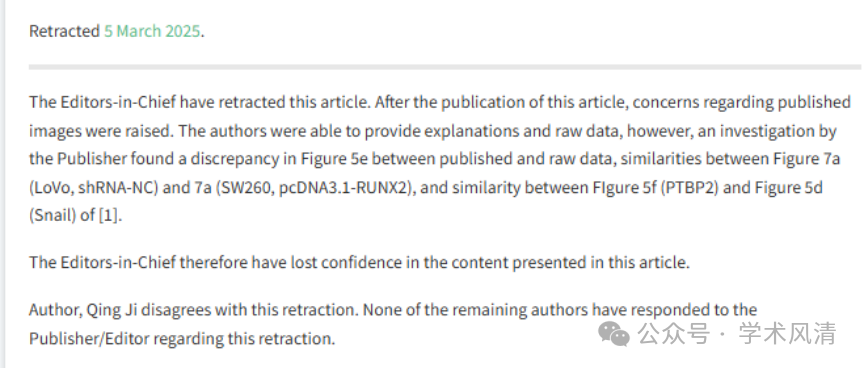 Retracted 5 March 2025.
The Editors-in-Chief have retracted this article. After the publication of this article, concerns regarding published
images were raised. The authors were able to provide explanations and raw data, however, an investigation by
the Publisher found a discrepancy in Figure 5e between published and raw data, similarities between Figure 7a
(LoVo, shRNA-NC) and 7a (SW260, pcDNA3.1-RUNX2), and similarity between FIgure 5f (PTBP2) and Figure 5d
(Snail) of [1].
The Editors-in-Chief therefore have lost confidence in the content presented in this article.
Author, Qing Ji disagrees with this retraction. None of the remaining authors have responded to the
Publisher/Editor regarding this retraction.
公众号 · 学术风清